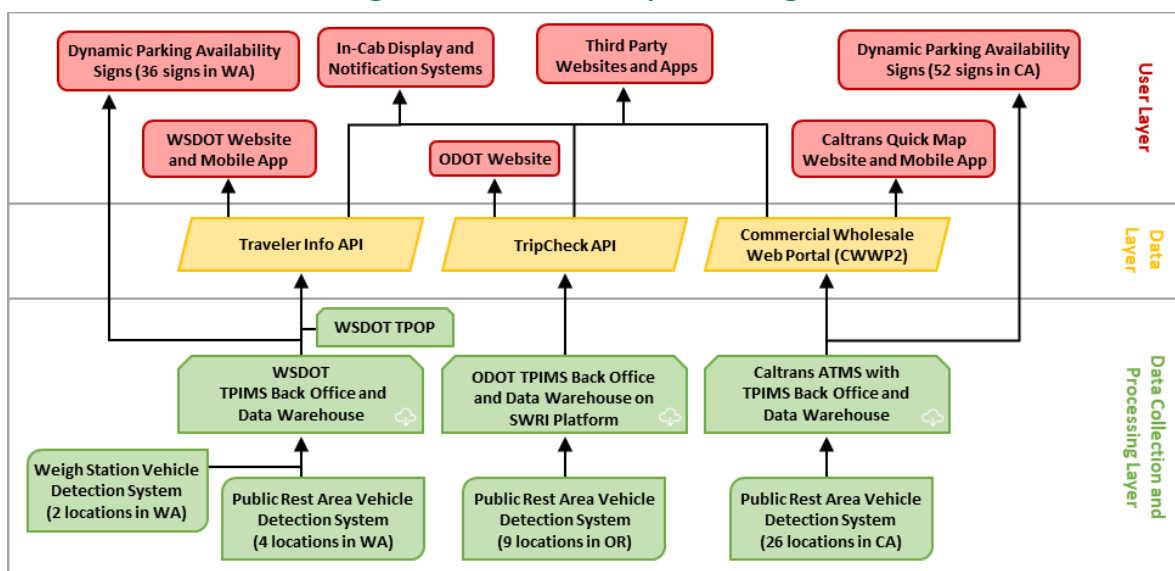 Dynamic Parking Availability
Signs (36 signs in WA)
In-Cab Display and
Notification Systems
Third Party
Websites and Apps
Dynamic Parking Availability
Signs (52 signs in CA)
WSDOT Website
and Mobile App
ODOT Website
Caltrans Quick Map
Website and Mobile App
User Layer
Traveler Info API
TripCheck API
Commercial Wholesale
Web Portal (CWWP2)
Data
Layer
WSDOT TPOP
WSDOT
TPIMS Back Office and
Data Warehouse
ODOT TPIMS Back Office
and Data Warehouse on
SWRI Platform
Caltrans ATMS with
TPIMS Back Office and
Data Warehouse
Weigh Station Vehicle
Detection System
(2 locations in WA)
Public Rest Area Vehicle
Detection System
(4 locations in WA)
Public Rest Area Vehicle
Detection System
(9 locations in OR)
Public Rest Area Vehicle
Detection System
(26 locations in CA)
Data Collection and
Processing Layer